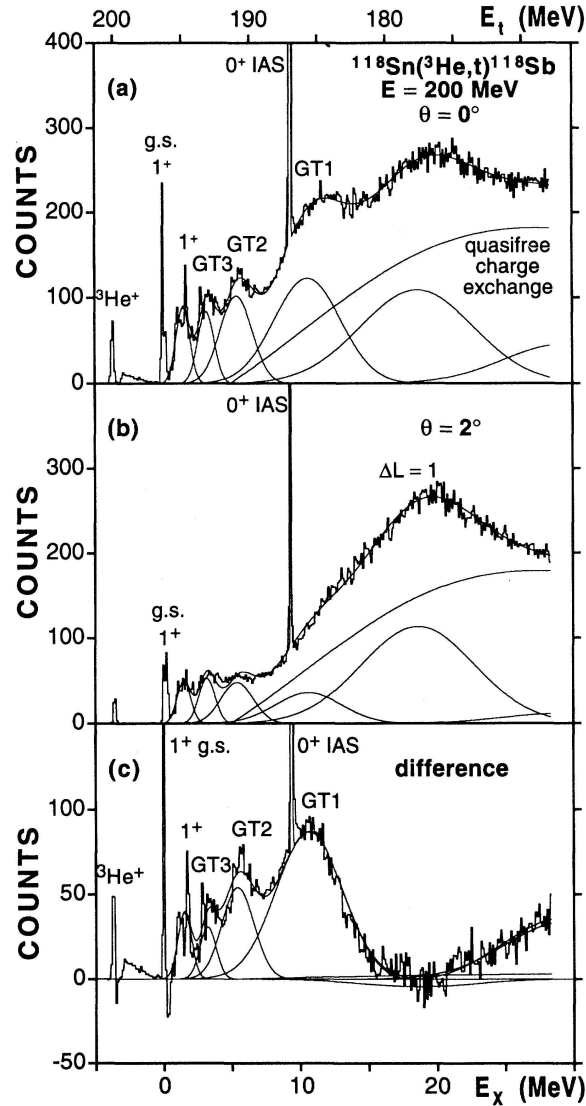 200 190 180 E_t (MeV)
400
300
200
100
0
COUNTS
(a)
0⁺ IAS
¹¹⁸Sn(³He,t)¹¹⁸Sb
E = 200 MeV
θ = 0°
g.s.
1⁺
GT1
1⁺
GT3
GT2
³He⁺
quasifree
charge
exchange
300
200
100
0
COUNTS
(b)
0⁺ IAS
θ = 2°
ΔL = 1
g.s.
1⁺
100
50
0
-50
COUNTS
(c)
1⁺ g.s.
0⁺ IAS
difference
GT1
1⁺
GT2
GT3
³He⁺
0 10 20 E_X (MeV)